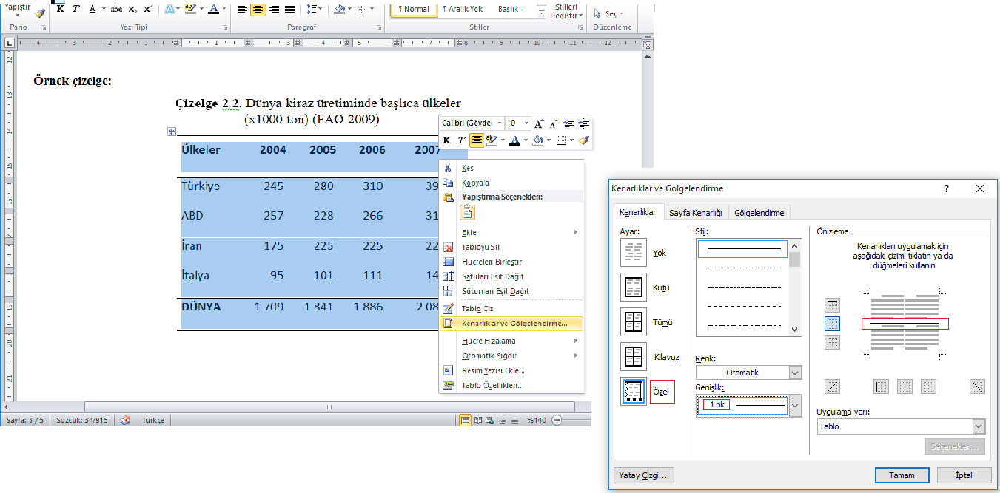 Yapıştır
K T A abc x, x²
1 Normal
¶ Aralık Yok
Başlık 1
Stilleri
Değiştir
Seç
Pano
Yazı Tipi
Paragraf
Stiller
Düzenleme
Örnek çizelge:
Çizelge 2.2. Dünya kiraz üretiminde başlıca ülkeler
(x1000 ton) (FAO 2009)
Ülkeler 2004 2005 2006 2007
Türkiye 245 280 310 39
ABD 257 228 266 31
İran 175 225 225 22
İtalya 95 101 111 14
DÜNYA 1 709 1 841 1 886 2 08
Calibri (Gövde) 10
K T
Kes
Kopyala
Yapıştırma Seçenekleri:
Ekle
Tabloyu Sil
Hücreleri Birleştir
Satırları Eşit Dağıt
Sütunları Eşit Dağıt
Tablo Çiz
Kenarlıklar ve Gölgelendirme...
Hücre Hizalama
Otomatik Sığdır
Resim Yazısı Ekle...
Tablo Özellikleri...
Sayfa: 3 / 5 Sözcük: 34/915 Türkçe %140
Kenarlıklar ve Gölgelendirme
Kenarlıklar Sayfa Kenarlığı Gölgelendirme
Ayar:
Yok
Kutu
Tümü
Kılavuz
Özel
Stil:
Renk:
Otomatik
Genişlik:
1 nk
Önizleme
Kenarlıkları uygulamak için
aşağıdaki çizimi tıklatın ya da
düğmeleri kullanın
Uygulama yeri:
Tablo
Seçenekler...
Yatay Çizgi...
Tamam
İptal